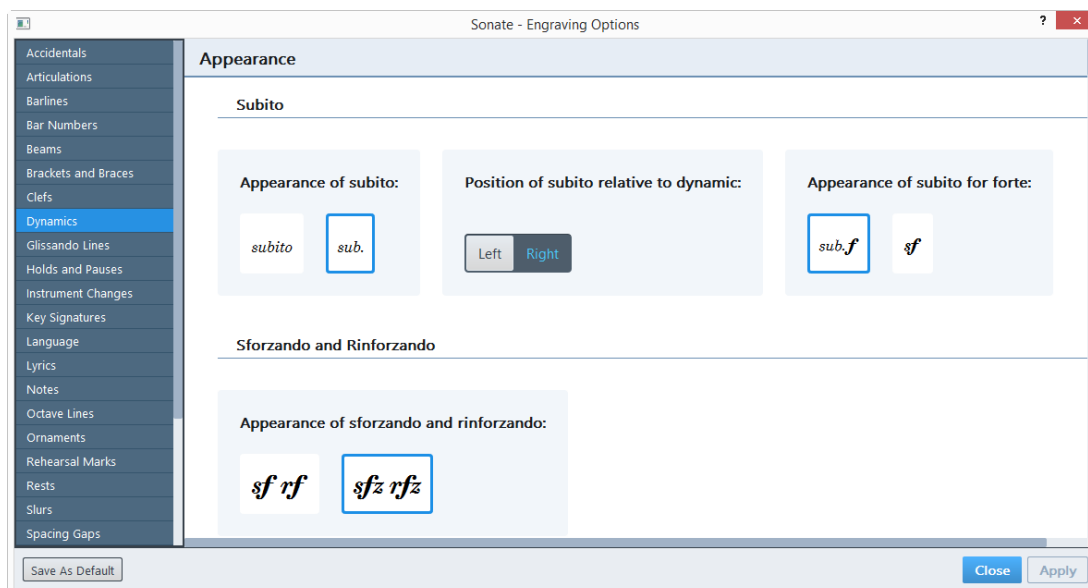 Sonate - Engraving Options
?
×
Accidentals
Articulations
Barlines
Bar Numbers
Beams
Brackets and Braces
Clefs
Dynamics
Glissando Lines
Holds and Pauses
Instrument Changes
Key Signatures
Language
Lyrics
Notes
Octave Lines
Ornaments
Rehearsal Marks
Rests
Slurs
Spacing Gaps
Appearance
Subito
Appearance of subito:
subito sub.
Position of subito relative to dynamic:
Left Right
Appearance of subito for forte:
sub.f sf
Sforzando and Rinforzando
Appearance of sforzando and rinforzando:
sf rf sfz rfz
Save As Default
Close Apply